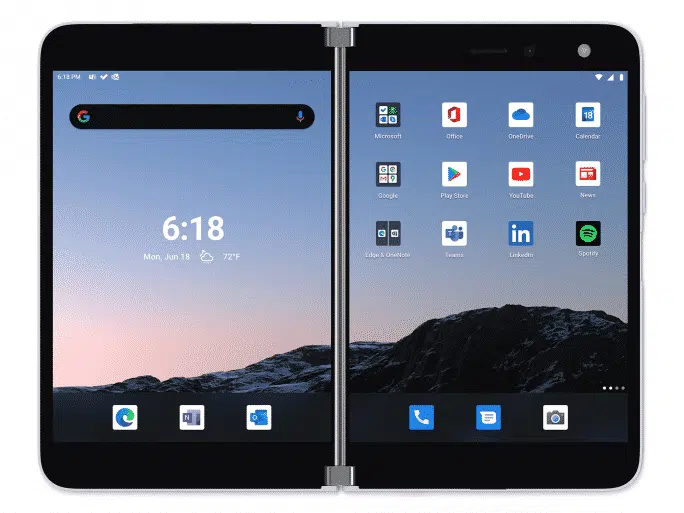 6:18 PM
6:18
Mon, Jun 18 72°F
Microsoft Office OneDrive Calendar
18
Google Play Store YouTube News
Edge & OneNote Teams LinkedIn Spotify
in
N